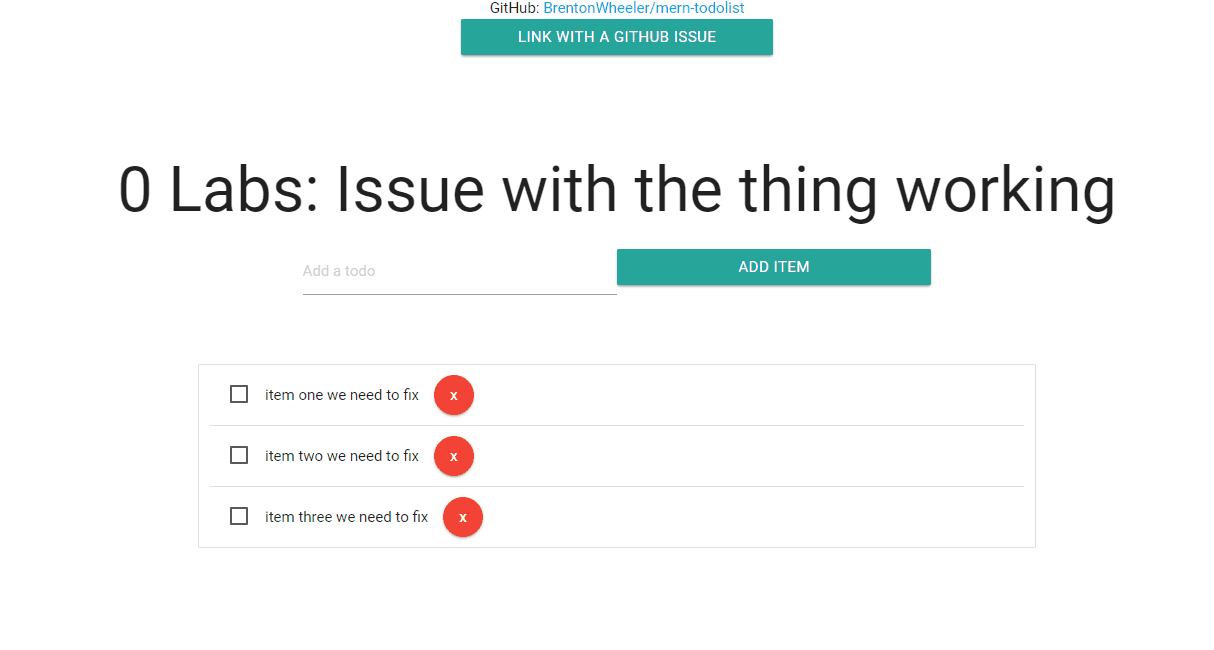 GitHub: BrentonWheeler/mern-todolist
LINK WITH A GITHUB ISSUE
0 Labs: Issue with the thing working
Add a todo
ADD ITEM
item one we need to fix x
item two we need to fix x
item three we need to fix x